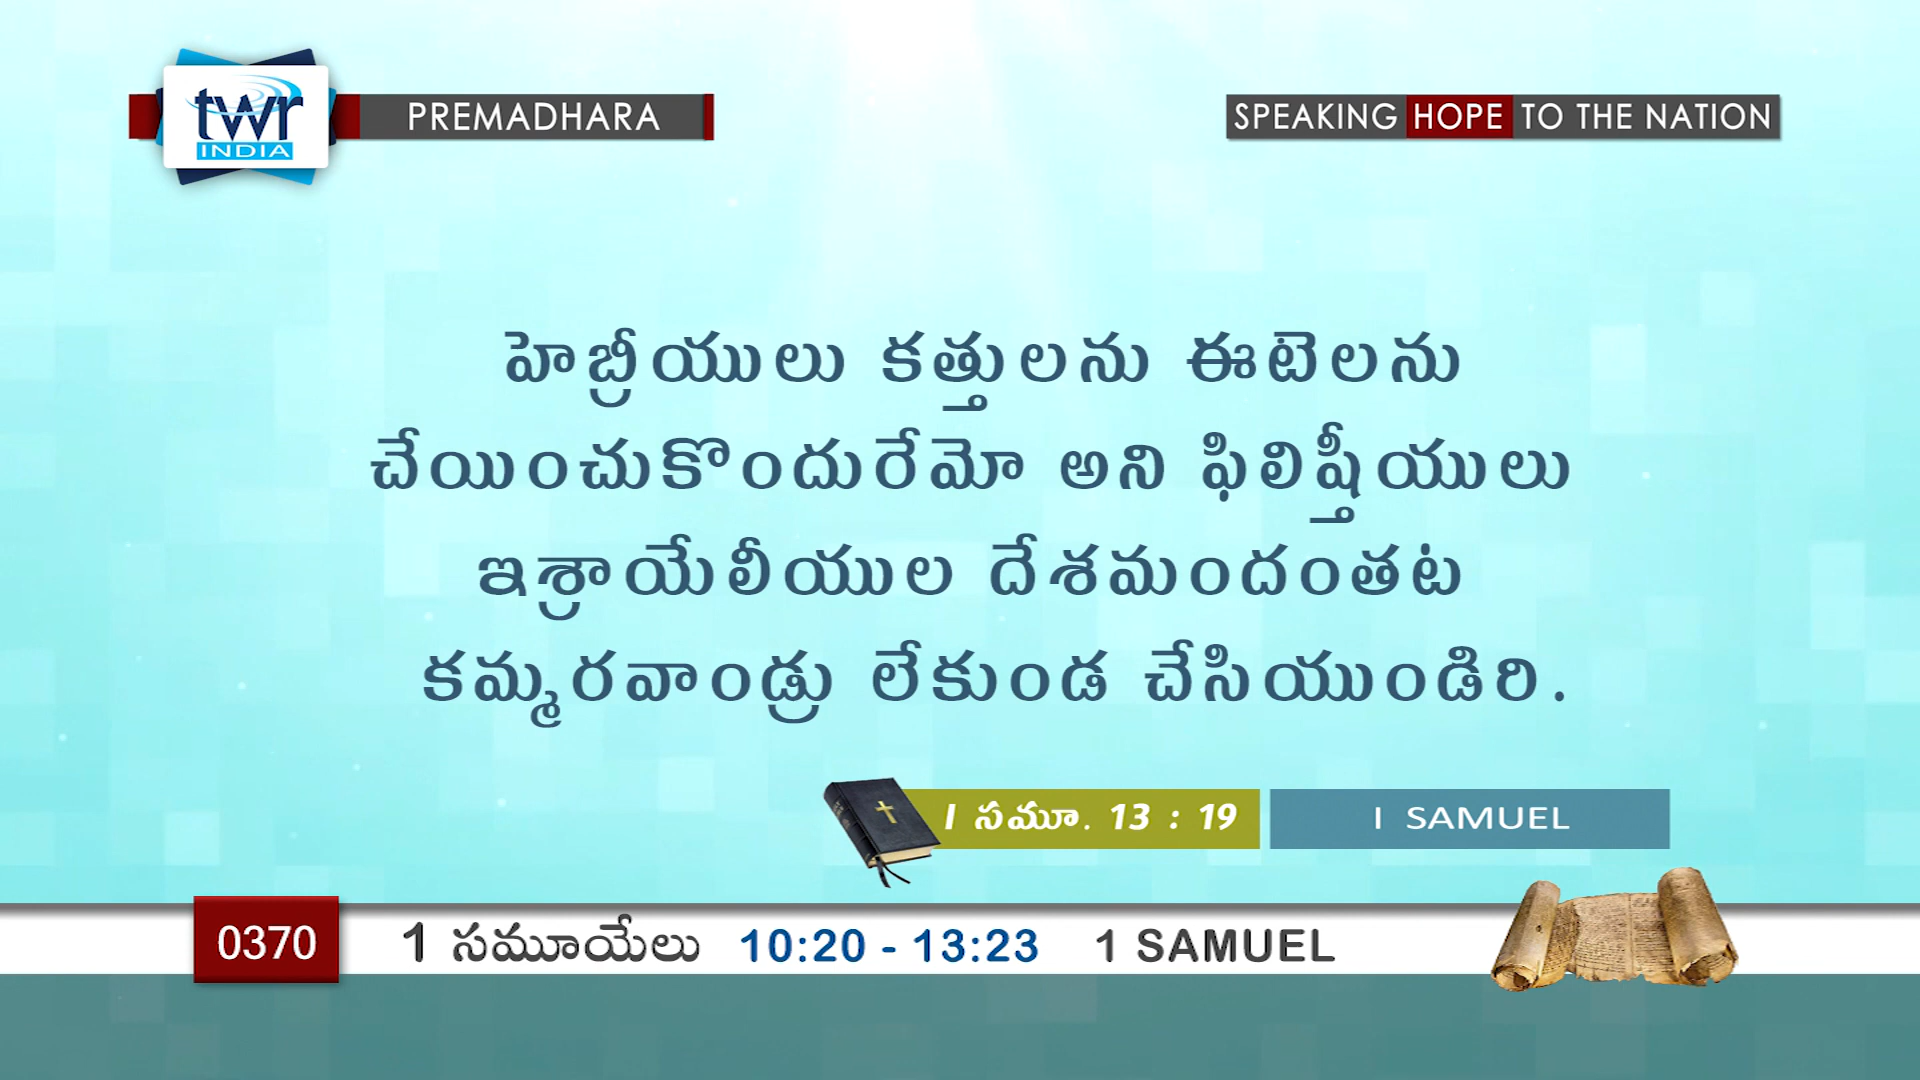 twr
INDIA
PREMADHARA
SPEAKING HOPE TO THE NATION
హెబ్రీయులు కత్తులను ఈటెలను
చేయించుకొందురేమో అని ఫిలిష్తీయులు
ఇశ్రాయేలీయుల దేశమందంతట
కమ్మరవాండ్రు లేకుండ చేసియుండిరి.
I సమూ. 13 : 19
I SAMUEL
0370
1 సమూయేలు 10:20 - 13:23 1 SAMUEL